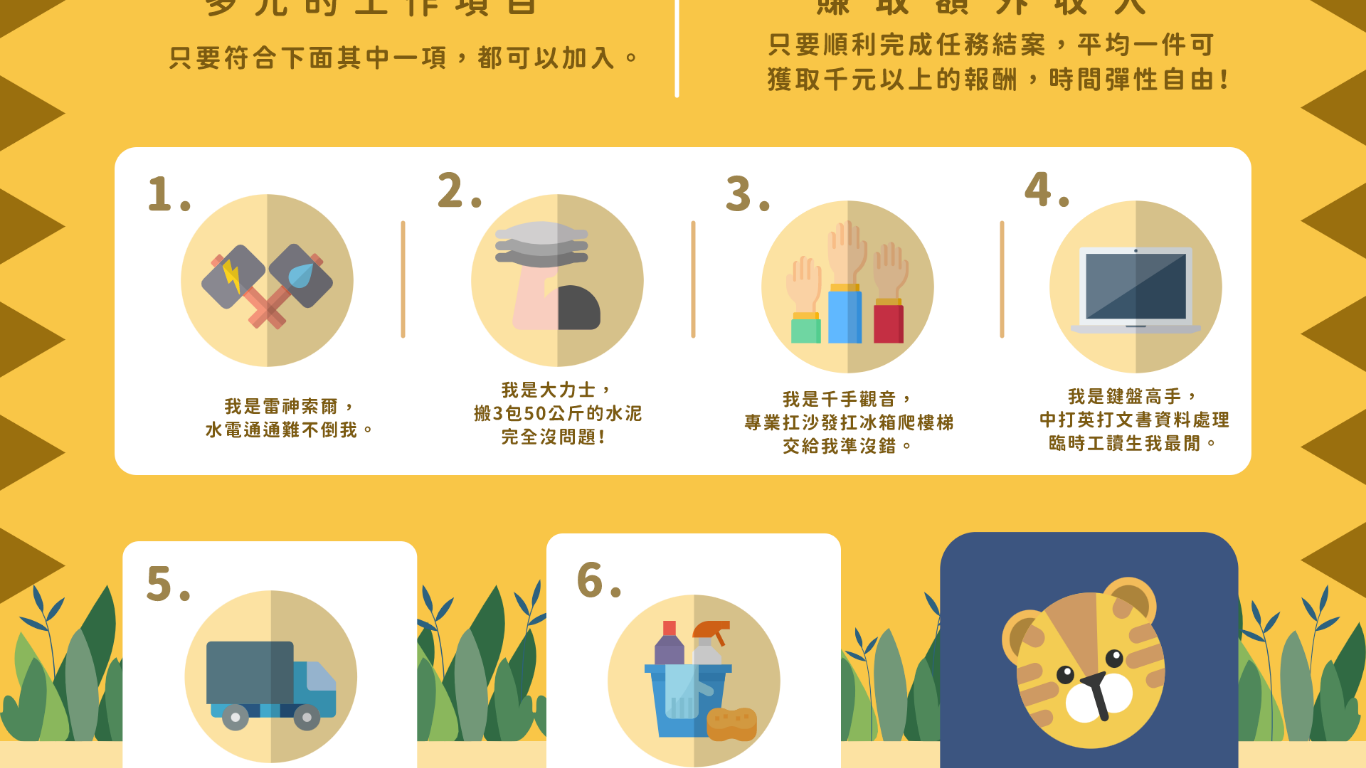 多元的工作項目
只要符合下面其中一項，都可以加入。
賺取額外收入
只要順利完成任務結案，平均一件可
獲取千元以上的報酬，時間彈性自由!
1.
我是雷神索爾，
水電通通難不倒我。
2.
我是大力士，
搬3包50公斤的水泥
完全沒問題!
3.
我是千手觀音，
專業扛沙發扛冰箱爬樓梯
交給我準沒錯。
4.
我是鍵盤高手，
中打英打文書資料處理
臨時工讀生我最閒。
5.
6.